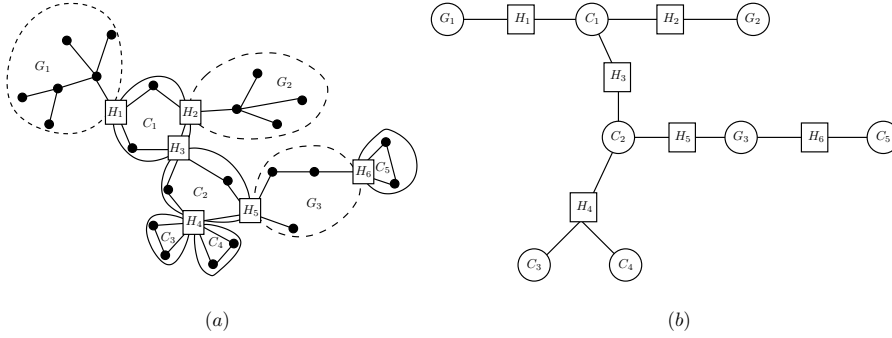 G₁
G₂
H₁
H₂
C₁
H₃
C₂
C₅
H₆
G₃
H₅
H₄
C₃
C₄
(a)
G₁ H₁ C₁ H₂ G₂
H₃
C₂ H₅ G₃ H₆ C₅
H₄
C₃ C₄
(b)